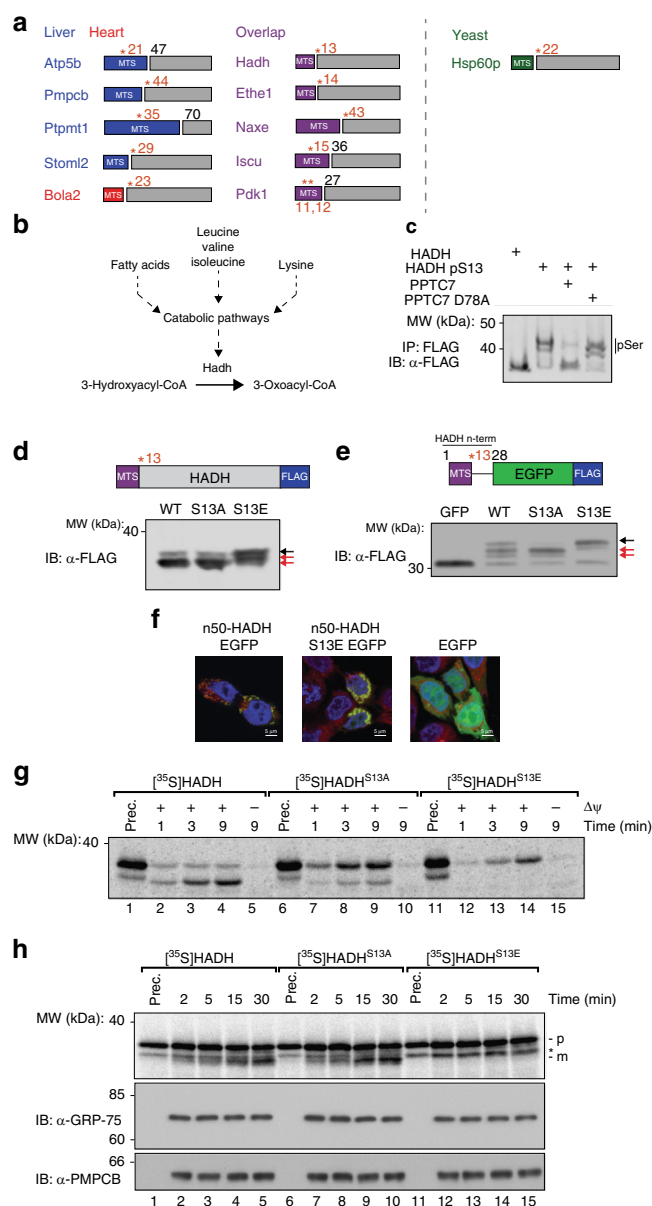 a
Liver Heart
Overlap
Yeast
*21 47
Atp5b MTS
*44
Pmpcb MTS
*35 70
Ptpmt1 MTS
*29
Stoml2 MTS
*23
Bola2 MTS
*13
Hadh MTS
*14
Ethe1 MTS
*43
Naxe MTS
*15 36
Iscu MTS
** 27
Pdk1 MTS
11,12
*22
Hsp60p MTS
b
Leucine
valine
isoleucine
Fatty acids
Lysine
Catabolic pathways
Hadh
3-Hydroxyacyl-CoA
3-Oxoacyl-CoA
c
HADH +
HADH pS13 + + +
PPTC7 +
PPTC7 D78A +
MW (kDa): 50
40
IP: FLAG
IB: α-FLAG
pSer
d
*13
MTS HADH FLAG
WT S13A S13E
MW (kDa):
40
IB: α-FLAG
e
HADH n-term
1 *13 28
MTS EGFP FLAG
MW (kDa): GFP WT S13A S13E
IB: α-FLAG
30
f
n50-HADH
EGFP
n50-HADH
S13E EGFP
EGFP
5 μm
5 μm
5 μm
g
[35S]HADH [35S]HADHS13A [35S]HADHS13E
Prec. + + + − Prec. + + + − Prec. + + + − Δψ
1 3 9 9 1 3 9 9 1 3 9 9 Time (min)
MW (kDa): 40
1 2 3 4 5 6 7 8 9 10 11 12 13 14 15
h
[35S]HADH [35S]HADHS13A [35S]HADHS13E
Prec. 2 5 15 30 Prec. 2 5 15 30 Prec. 2 5 15 30 Time (min)
MW (kDa): 40
- p
*
- m
85
IB: α-GRP-75
60
66
IB: α-PMPCB
1 2 3 4 5 6 7 8 9 10 11 12 13 14 15